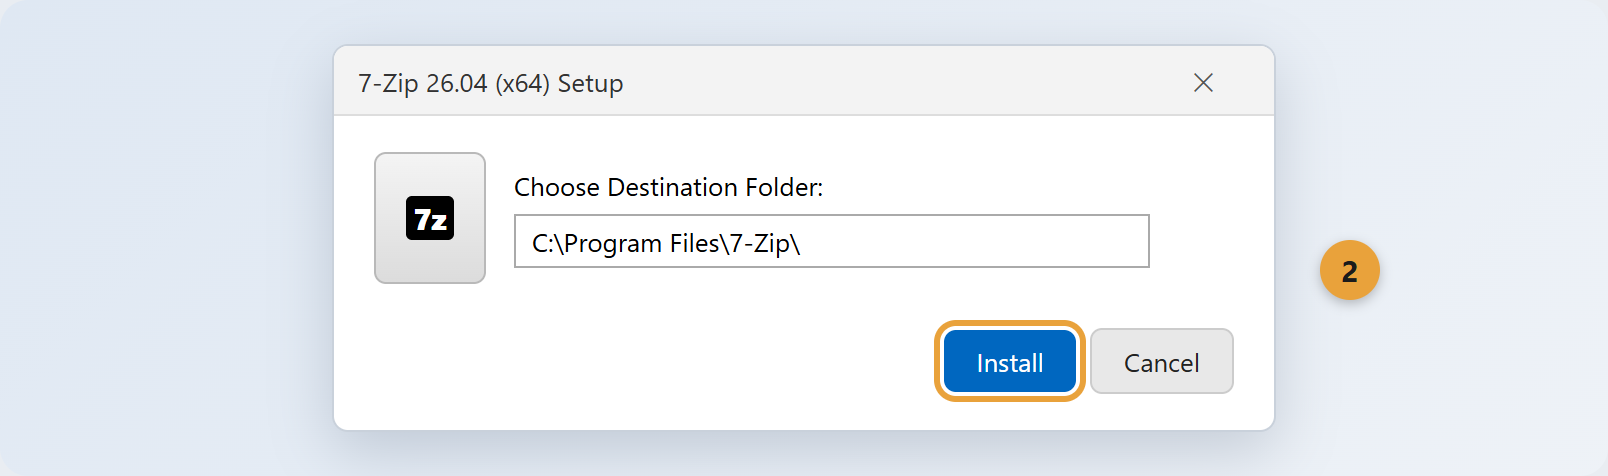 7-Zip 26.04 (x64) Setup
7z
Choose Destination Folder:
C:\Program Files\7-Zip\
2
Install
Cancel